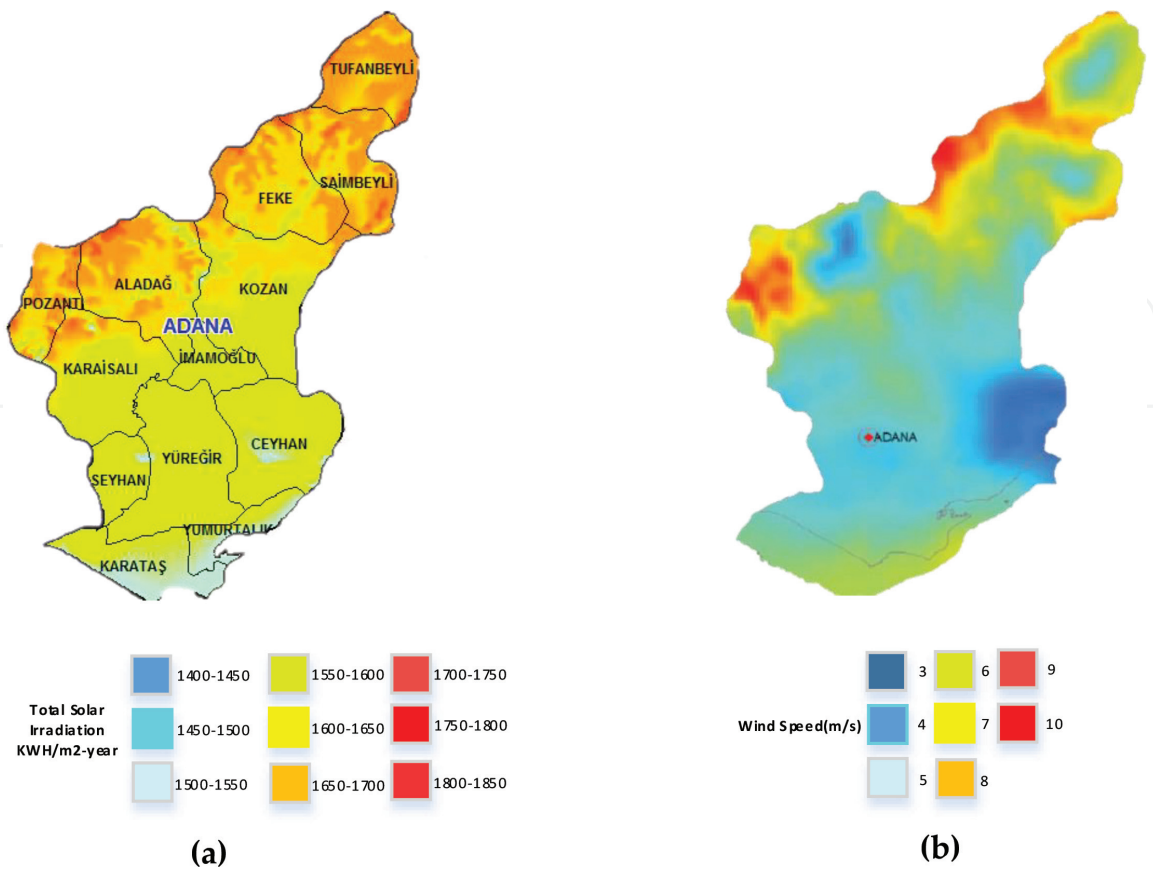 TUFANBEYLİ
SAİMBEYLİ
FEKE
ALADAĞ
KOZAN
POZANTI
ADANA
İMAMOĞLU
KARAİSALI
CEYHAN
YÜREĞİR
SEYHAN
YUMURTALIK
KARATAŞ
ADANA
Total Solar
Irradiation
KWH/m2-year
1400-1450
1450-1500
1500-1550
1550-1600
1600-1650
1650-1700
1700-1750
1750-1800
1800-1850
(a)
Wind Speed(m/s)
3
4
5
6
7
8
9
10
(b)